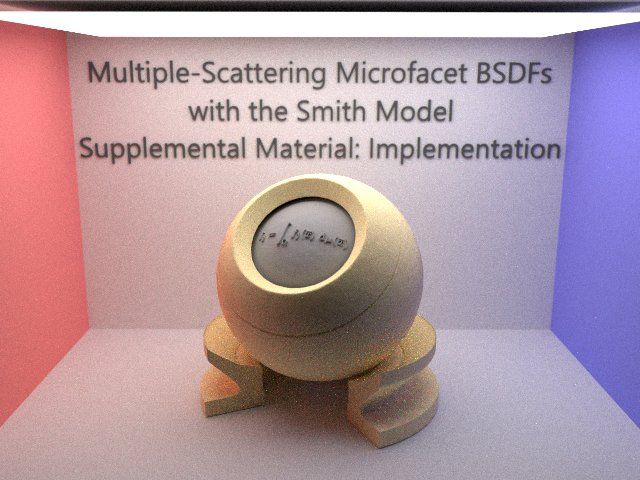 Multiple-Scattering Microfacet BSDFs
with the Smith Model
Supplemental Material: Implementation